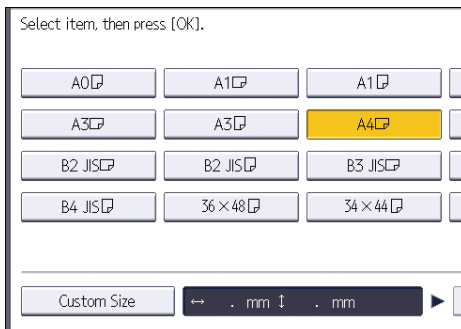 Select item, then press [OK].
A0 A1 A1
A3 A3 A4
B2 JIS B2 JIS B3 JIS
B4 JIS 36×48 34×44
Custom Size ↔ . mm ↕ . mm ▶